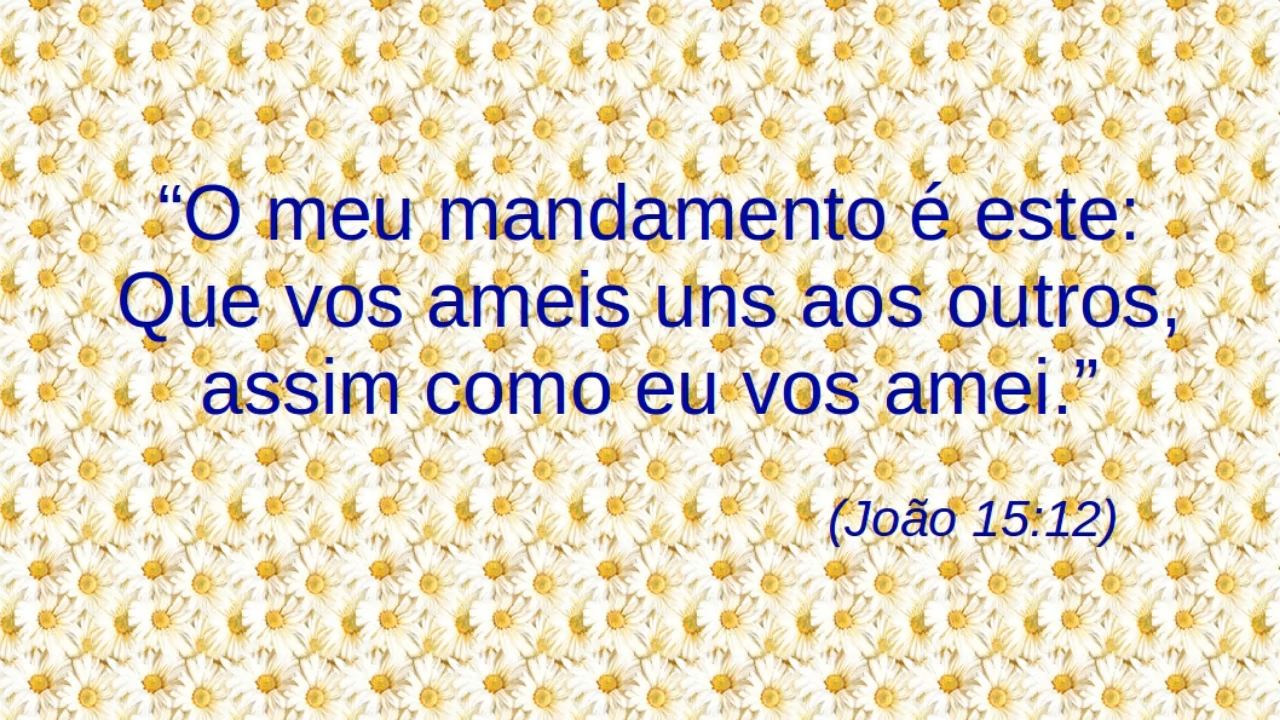 “O meu mandamento é este:
Que vos ameis uns aos outros,
assim como eu vos amei.”
(João 15:12)